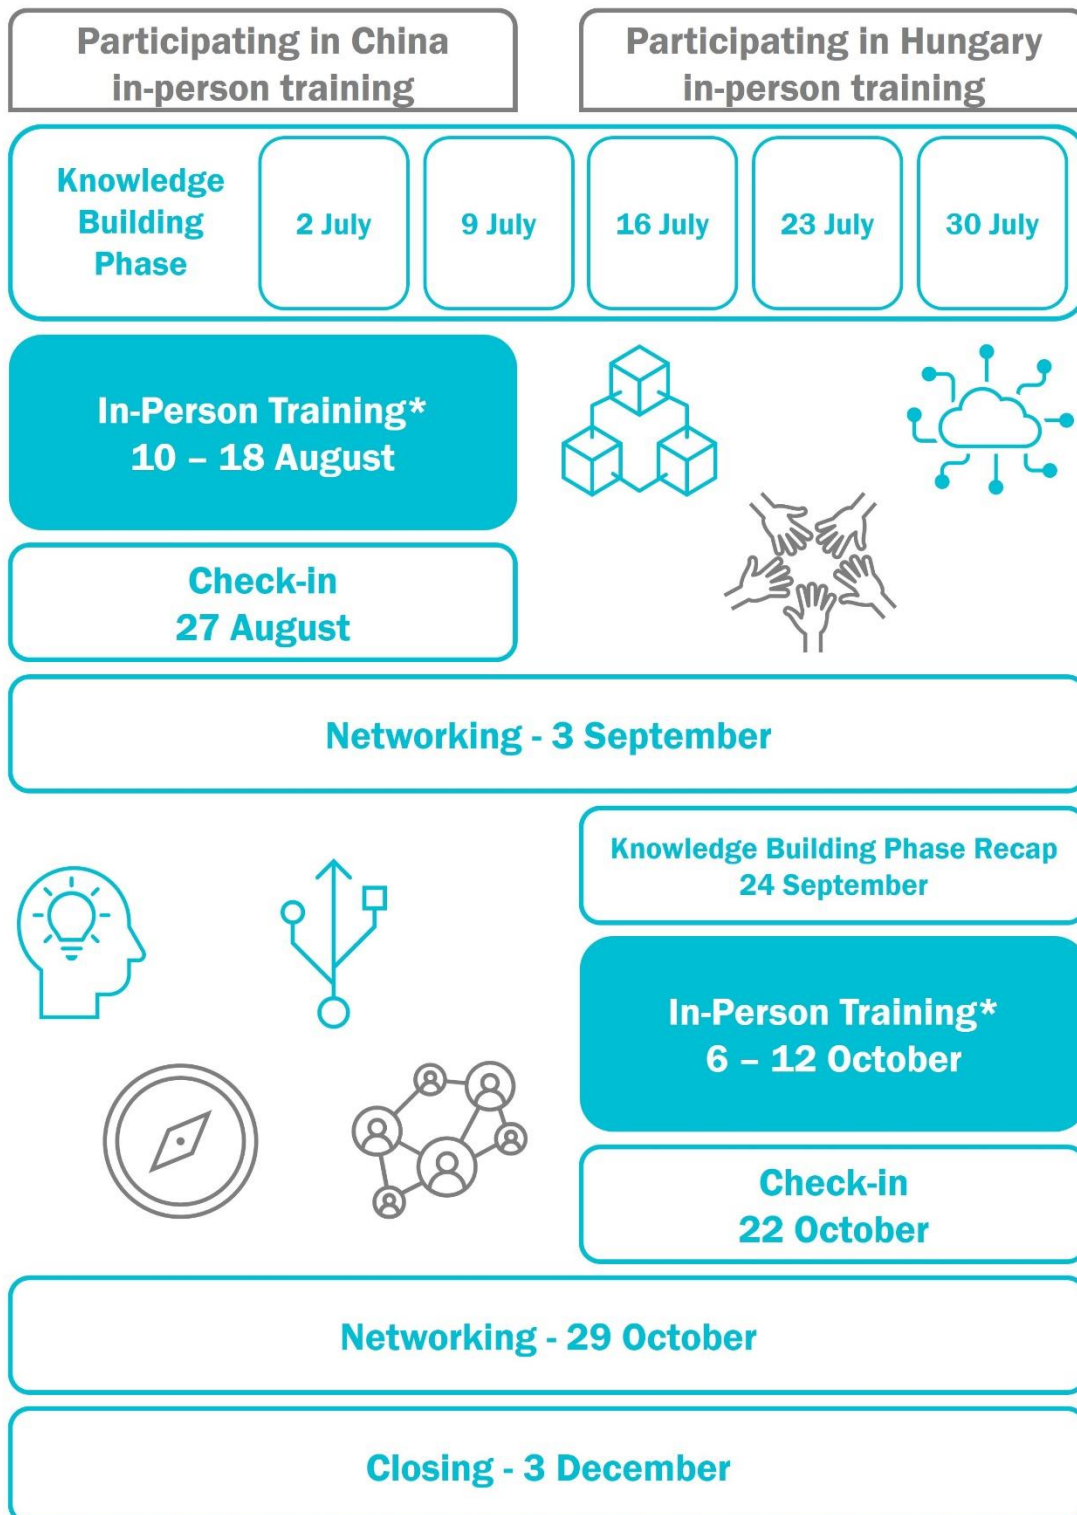 Participating in China
in-person training
Participating in Hungary
in-person training
Knowledge
Building
Phase
2 July
9 July
16 July
23 July
30 July
In-Person Training*
10 – 18 August
Check-in
27 August
Networking - 3 September
Knowledge Building Phase Recap
24 September
In-Person Training*
6 – 12 October
Check-in
22 October
Networking - 29 October
Closing - 3 December